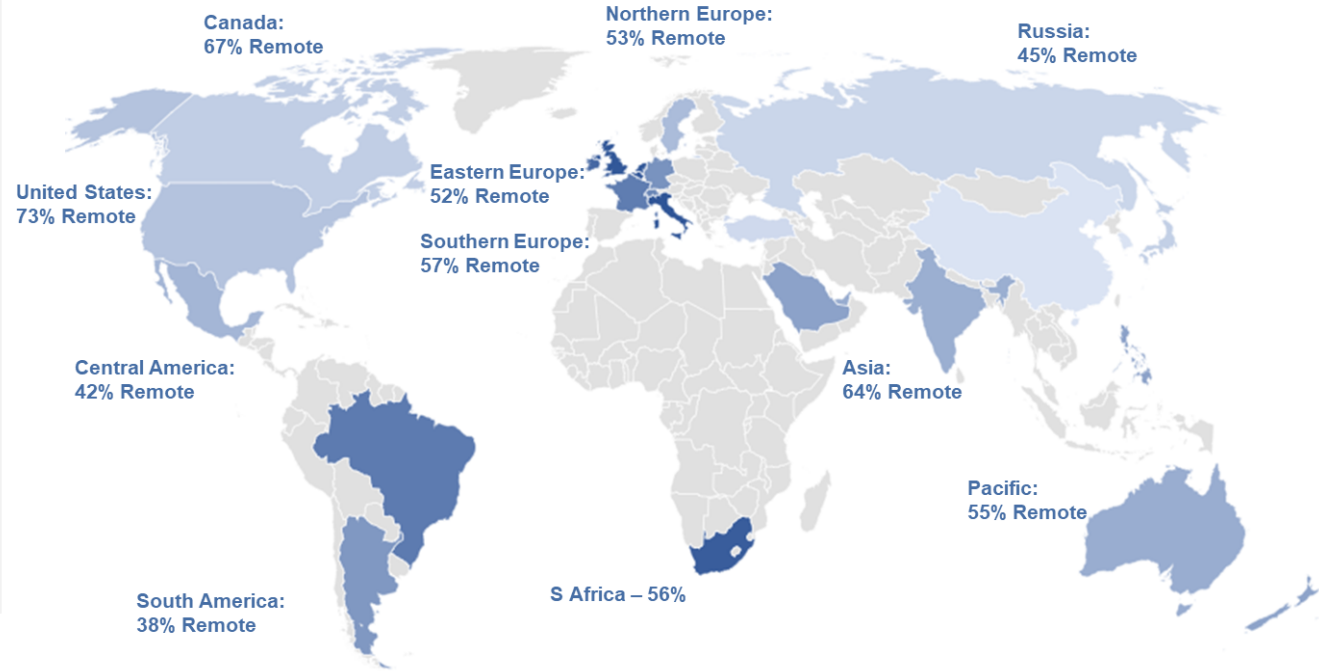 Canada:
67% Remote
Northern Europe:
53% Remote
Russia:
45% Remote
United States:
73% Remote
Eastern Europe:
52% Remote
Southern Europe:
57% Remote
Central America:
42% Remote
Asia:
64% Remote
Pacific:
55% Remote
South America:
38% Remote
S Africa – 56%